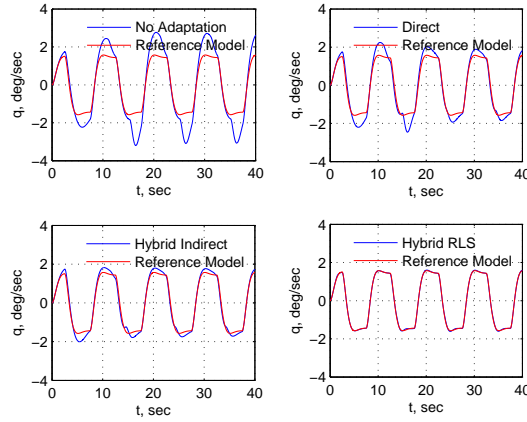 No Adaptation
Reference Model
4
2
0
−2
−4
q, deg/sec
0 10 20 30 40
t, sec
Direct
Reference Model
4
2
0
−2
−4
q, deg/sec
0 10 20 30 40
t, sec
Hybrid Indirect
Reference Model
4
2
0
−2
−4
q, deg/sec
0 10 20 30 40
t, sec
Hybrid RLS
Reference Model
4
2
0
−2
−4
q, deg/sec
0 10 20 30 40
t, sec